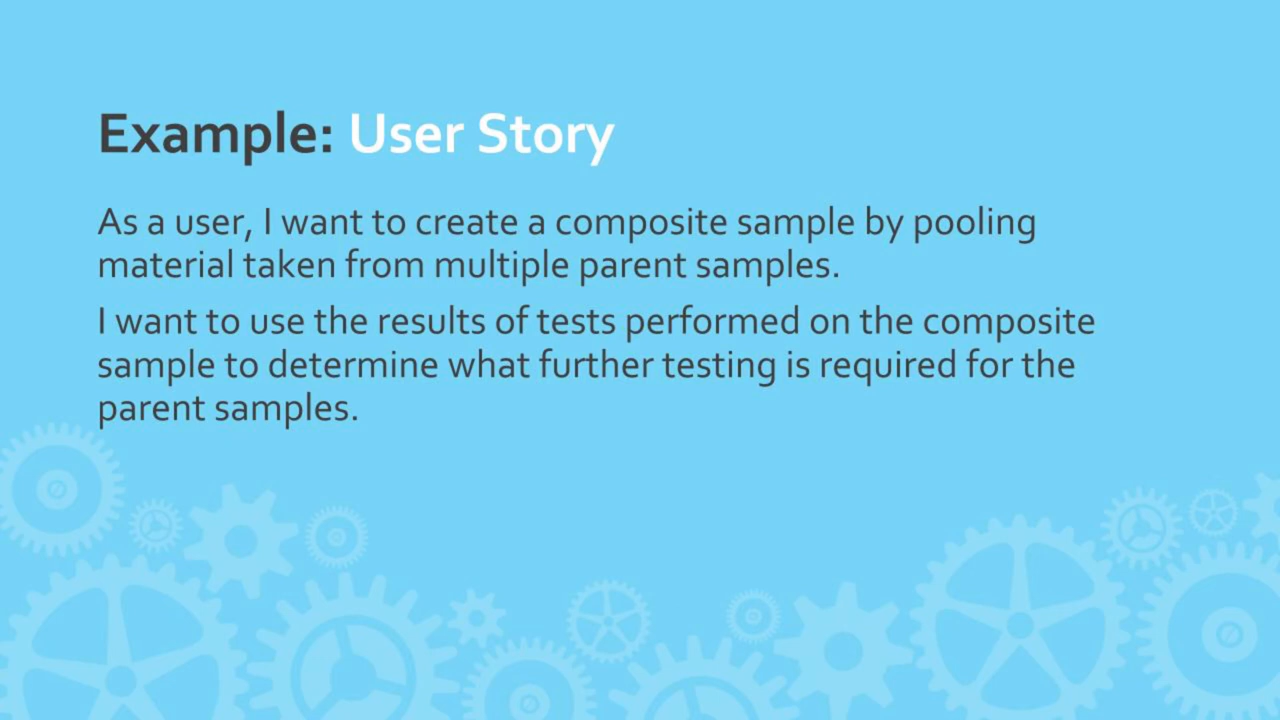 Example: User Story
As a user, I want to create a composite sample by pooling
material taken from multiple parent samples.
I want to use the results of tests performed on the composite
sample to determine what further testing is required for the
parent samples.